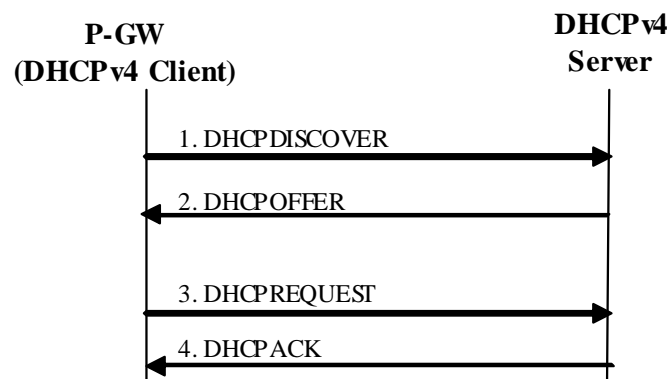 P-GW
(DHCPv4 Client)
DHCPv4
Server
1. DHCPDISCOVER
2. DHCPOFFER
3. DHCPREQUEST
4. DHCPACK